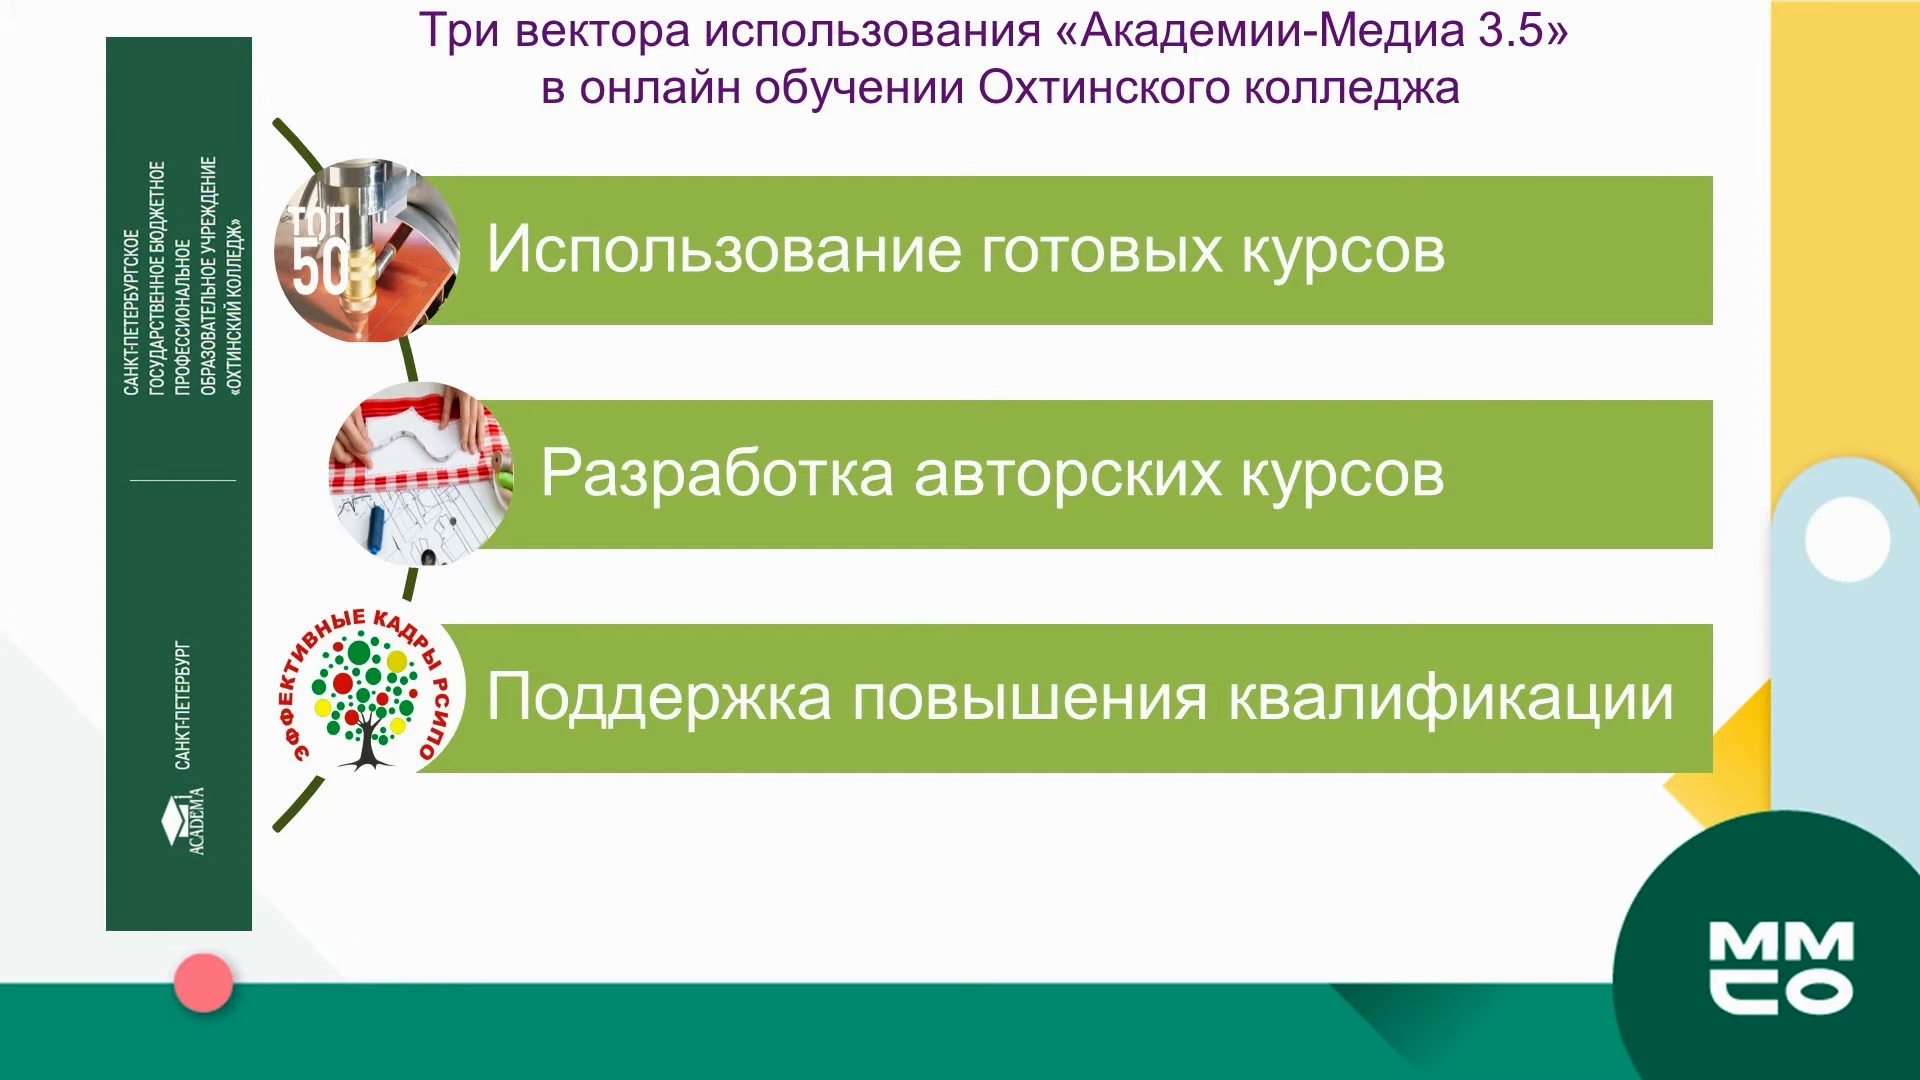 Три вектора использования «Академии-Медиа 3.5»
в онлайн обучении Охтинского колледжа
САНКТ-ПЕТЕРБУРГСКОЕ
ГОСУДАРСТВЕННОЕ БЮДЖЕТНОЕ
ПРОФЕССИОНАЛЬНОЕ
ОБРАЗОВАТЕЛЬНОЕ УЧРЕЖДЕНИЕ
«ОХТИНСКИЙ КОЛЛЕДЖ»
САНКТ-ПЕТЕРБУРГ
ACADEMA
ТОП
50
Использование готовых курсов
Разработка авторских курсов
ЭФФЕКТИВНЫЕ КАДРЫ РСИПО
Поддержка повышения квалификации
ММ
СО